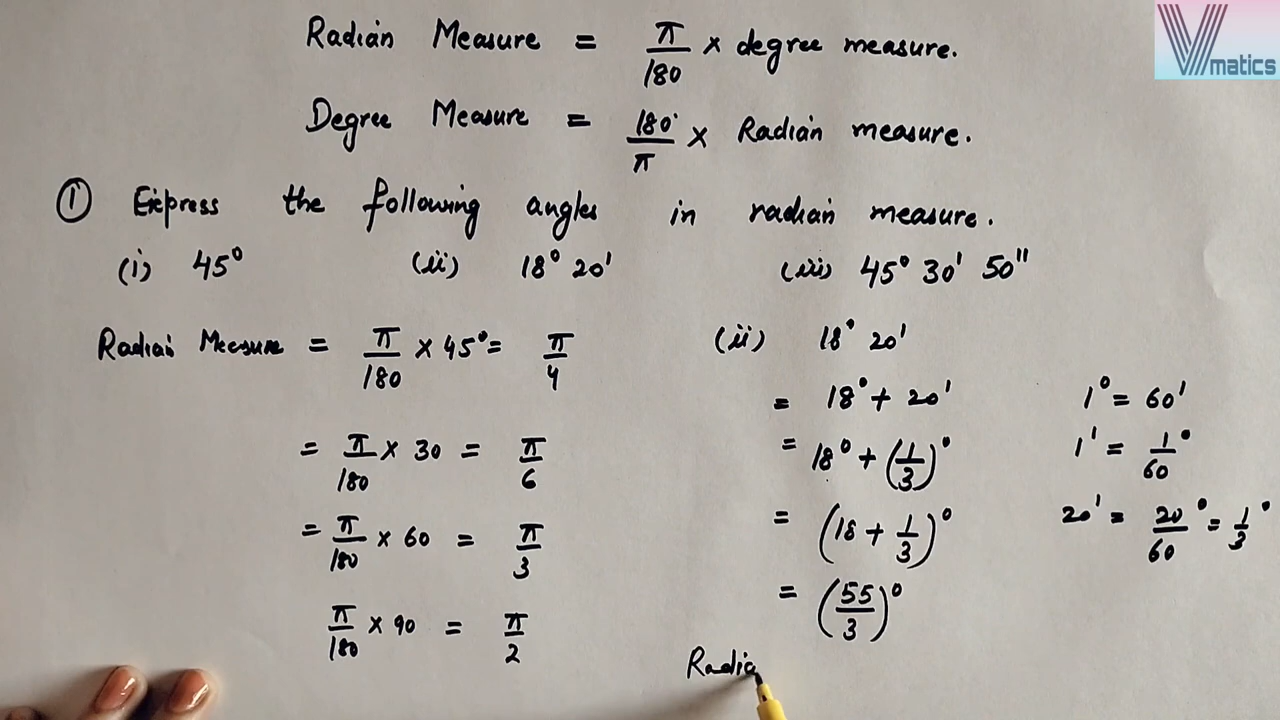 Radian Measure = π/180 × degree measure.
Vmatics
Degree Measure = 180°/π × Radian measure.
① Express the following angles in radian measure.
(i) 45° (ii) 18° 20' (iii) 45° 30' 50"
Radian Measure = π/180 × 45° = π/4
= π/180 × 30 = π/6
= π/180 × 60 = π/3
π/180 × 90 = π/2
(ii) 18° 20'
= 18° + 20'
= 18° + (1/3)°
= (18 + 1/3)°
= (55/3)°
Radia
1° = 60'
1' = 1/60°
20' = 20/60° = 1/3°